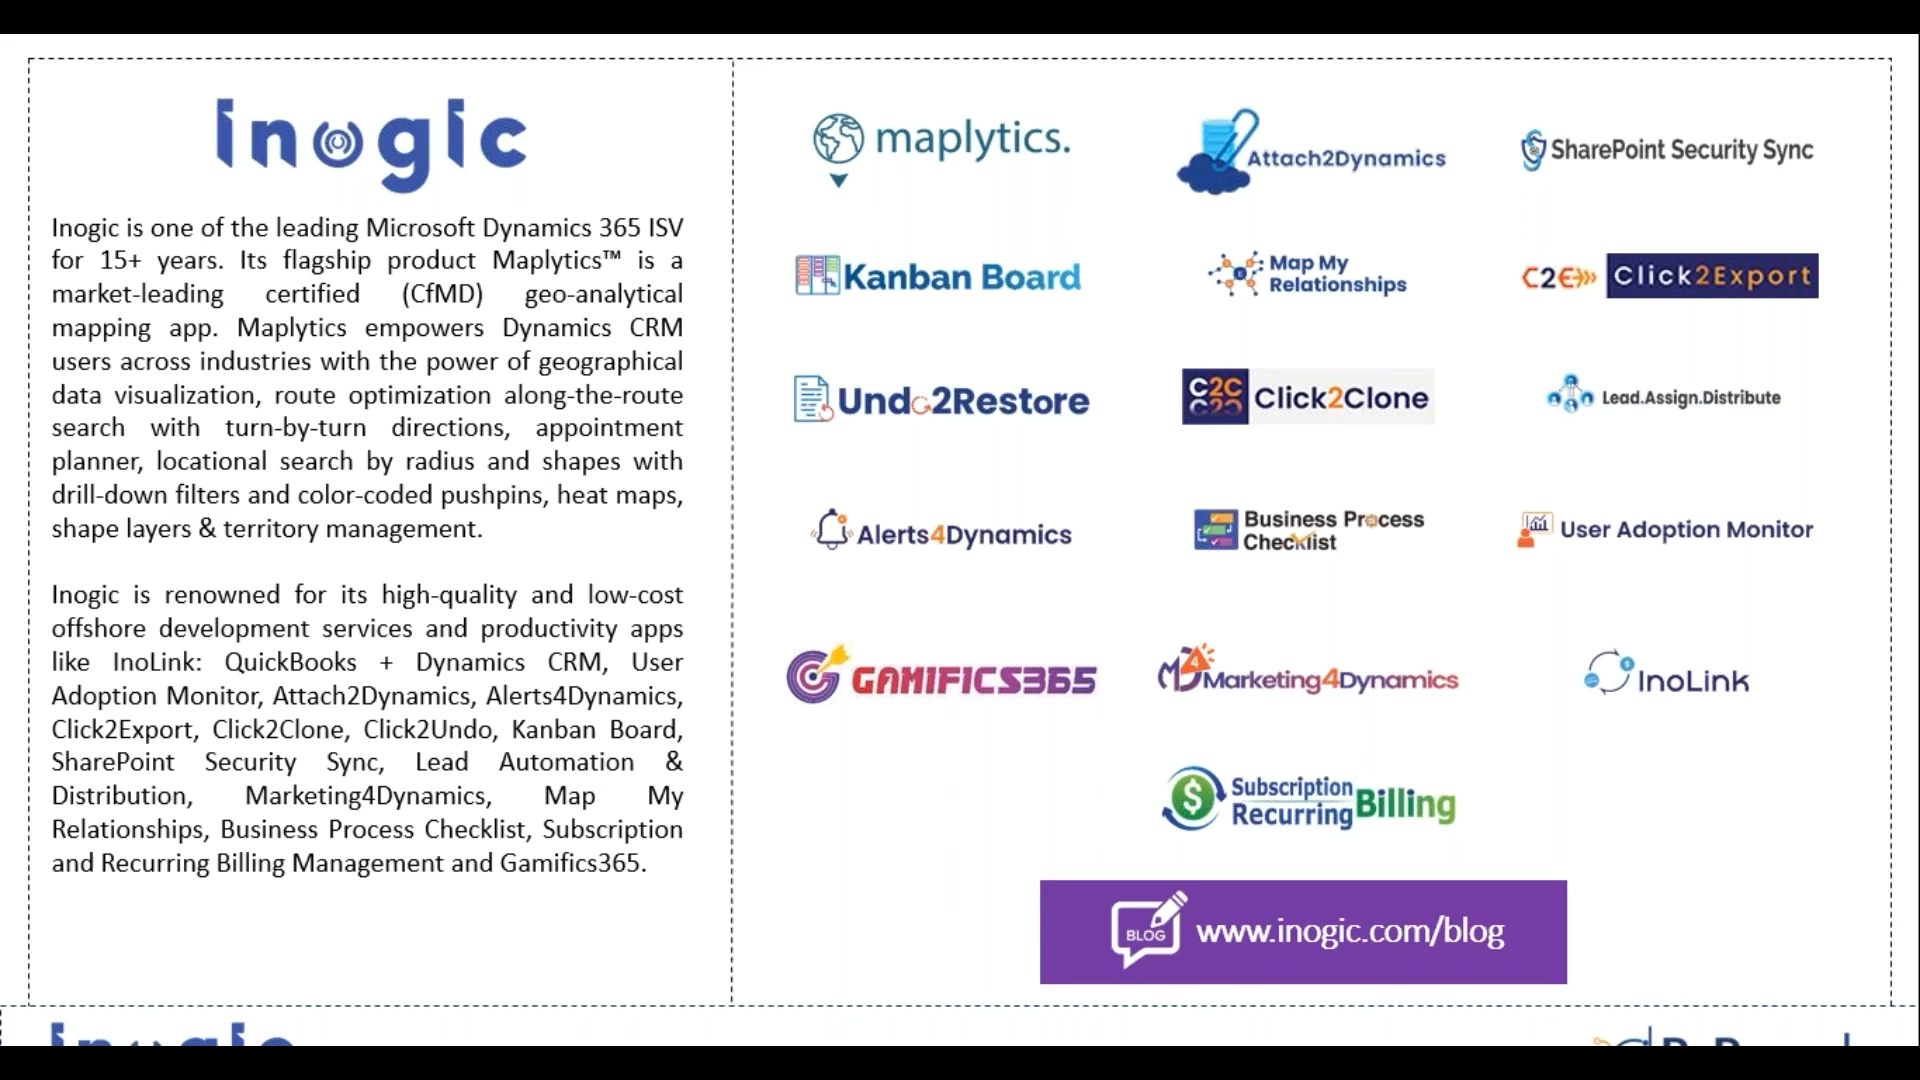 inogic
Inogic is one of the leading Microsoft Dynamics 365 ISV
for 15+ years. Its flagship product Maplytics™ is a
market-leading certified (CfMD) geo-analytical
mapping app. Maplytics empowers Dynamics CRM
users across industries with the power of geographical
data visualization, route optimization along-the-route
search with turn-by-turn directions, appointment
planner, locational search by radius and shapes with
drill-down filters and color-coded pushpins, heat maps,
shape layers & territory management.
Inogic is renowned for its high-quality and low-cost
offshore development services and productivity apps
like InoLink: QuickBooks + Dynamics CRM, User
Adoption Monitor, Attach2Dynamics, Alerts4Dynamics,
Click2Export, Click2Clone, Click2Undo, Kanban Board,
SharePoint Security Sync, Lead Automation &
Distribution, Marketing4Dynamics, Map My
Relationships, Business Process Checklist, Subscription
and Recurring Billing Management and Gamifics365.
maplytics.
Attach2Dynamics
SharePoint Security Sync
Kanban Board
Map My
Relationships
C2E Click2Export
Undo2Restore
C2C Click2Clone
Lead.Assign.Distribute
Alerts4Dynamics
Business Process
Checklist
User Adoption Monitor
GAMIFICS365
M4D Marketing4Dynamics
InoLink
Subscription
Recurring Billing
BLOG www.inogic.com/blog
inogic